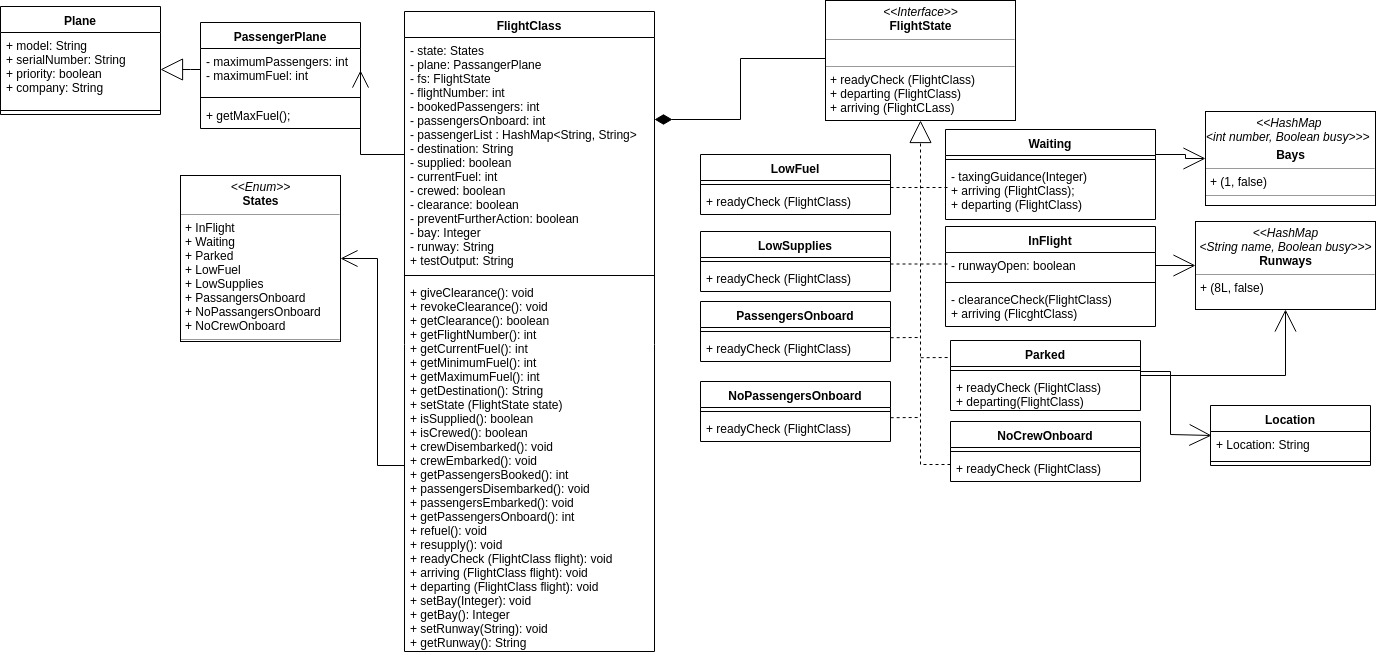 Plane
+ model: String
+ serialNumber: String
+ priority: boolean
+ company: String
PassengerPlane
- maximumPassengers: int
- maximumFuel: int
+ getMaxFuel();
<<Enum>>
States
+ InFlight
+ Waiting
+ Parked
+ LowFuel
+ LowSupplies
+ PassangersOnboard
+ NoPassangersOnboard
+ NoCrewOnboard
FlightClass
- state: States
- plane: PassangerPlane
- fs: FlightState
- flightNumber: int
- bookedPassengers: int
- passengersOnboard: int
- passengerList : HashMap<String, String>
- destination: String
- supplied: boolean
- currentFuel: int
- crewed: boolean
- clearance: boolean
- preventFurtherAction: boolean
- bay: Integer
- runway: String
+ testOutput: String
+ giveClearance(): void
+ revokeClearance(): void
+ getClearance(): boolean
+ getFlightNumber(): int
+ getCurrentFuel(): int
+ getMinimumFuel(): int
+ getMaximumFuel(): int
+ getDestination(): String
+ setState (FlightState state)
+ isSupplied(): boolean
+ isCrewed(): boolean
+ crewDisembarked(): void
+ crewEmbarked(): void
+ getPassengersBooked(): int
+ passengersDisembarked(): void
+ passengersEmbarked(): void
+ getPassengersOnboard(): int
+ refuel(): void
+ resupply(): void
+ readyCheck (FlightClass flight): void
+ arriving (FlightClass flight): void
+ departing (FlightClass flight): void
+ setBay(Integer): void
+ getBay(): Integer
+ setRunway(String): void
+ getRunway(): String
<<Interface>>
FlightState
+ readyCheck (FlightClass)
+ departing (FlightClass)
+ arriving (FlightCLass)
LowFuel
+ readyCheck (FlightClass)
LowSupplies
+ readyCheck (FlightClass)
PassengersOnboard
+ readyCheck (FlightClass)
NoPassengersOnboard
+ readyCheck (FlightClass)
Waiting
- taxingGuidance(Integer)
+ arriving (FlightClass);
+ departing (FlightClass)
InFlight
- runwayOpen: boolean
- clearanceCheck(FlightClass)
+ arriving (FlicghtClass)
Parked
+ readyCheck (FlightClass)
+ departing(FlightClass)
NoCrewOnboard
+ readyCheck (FlightClass)
<<HashMap
<int number, Boolean busy>>>
Bays
+ (1, false)
<<HashMap
<String name, Boolean busy>>>
Runways
+ (8L, false)
Location
+ Location: String